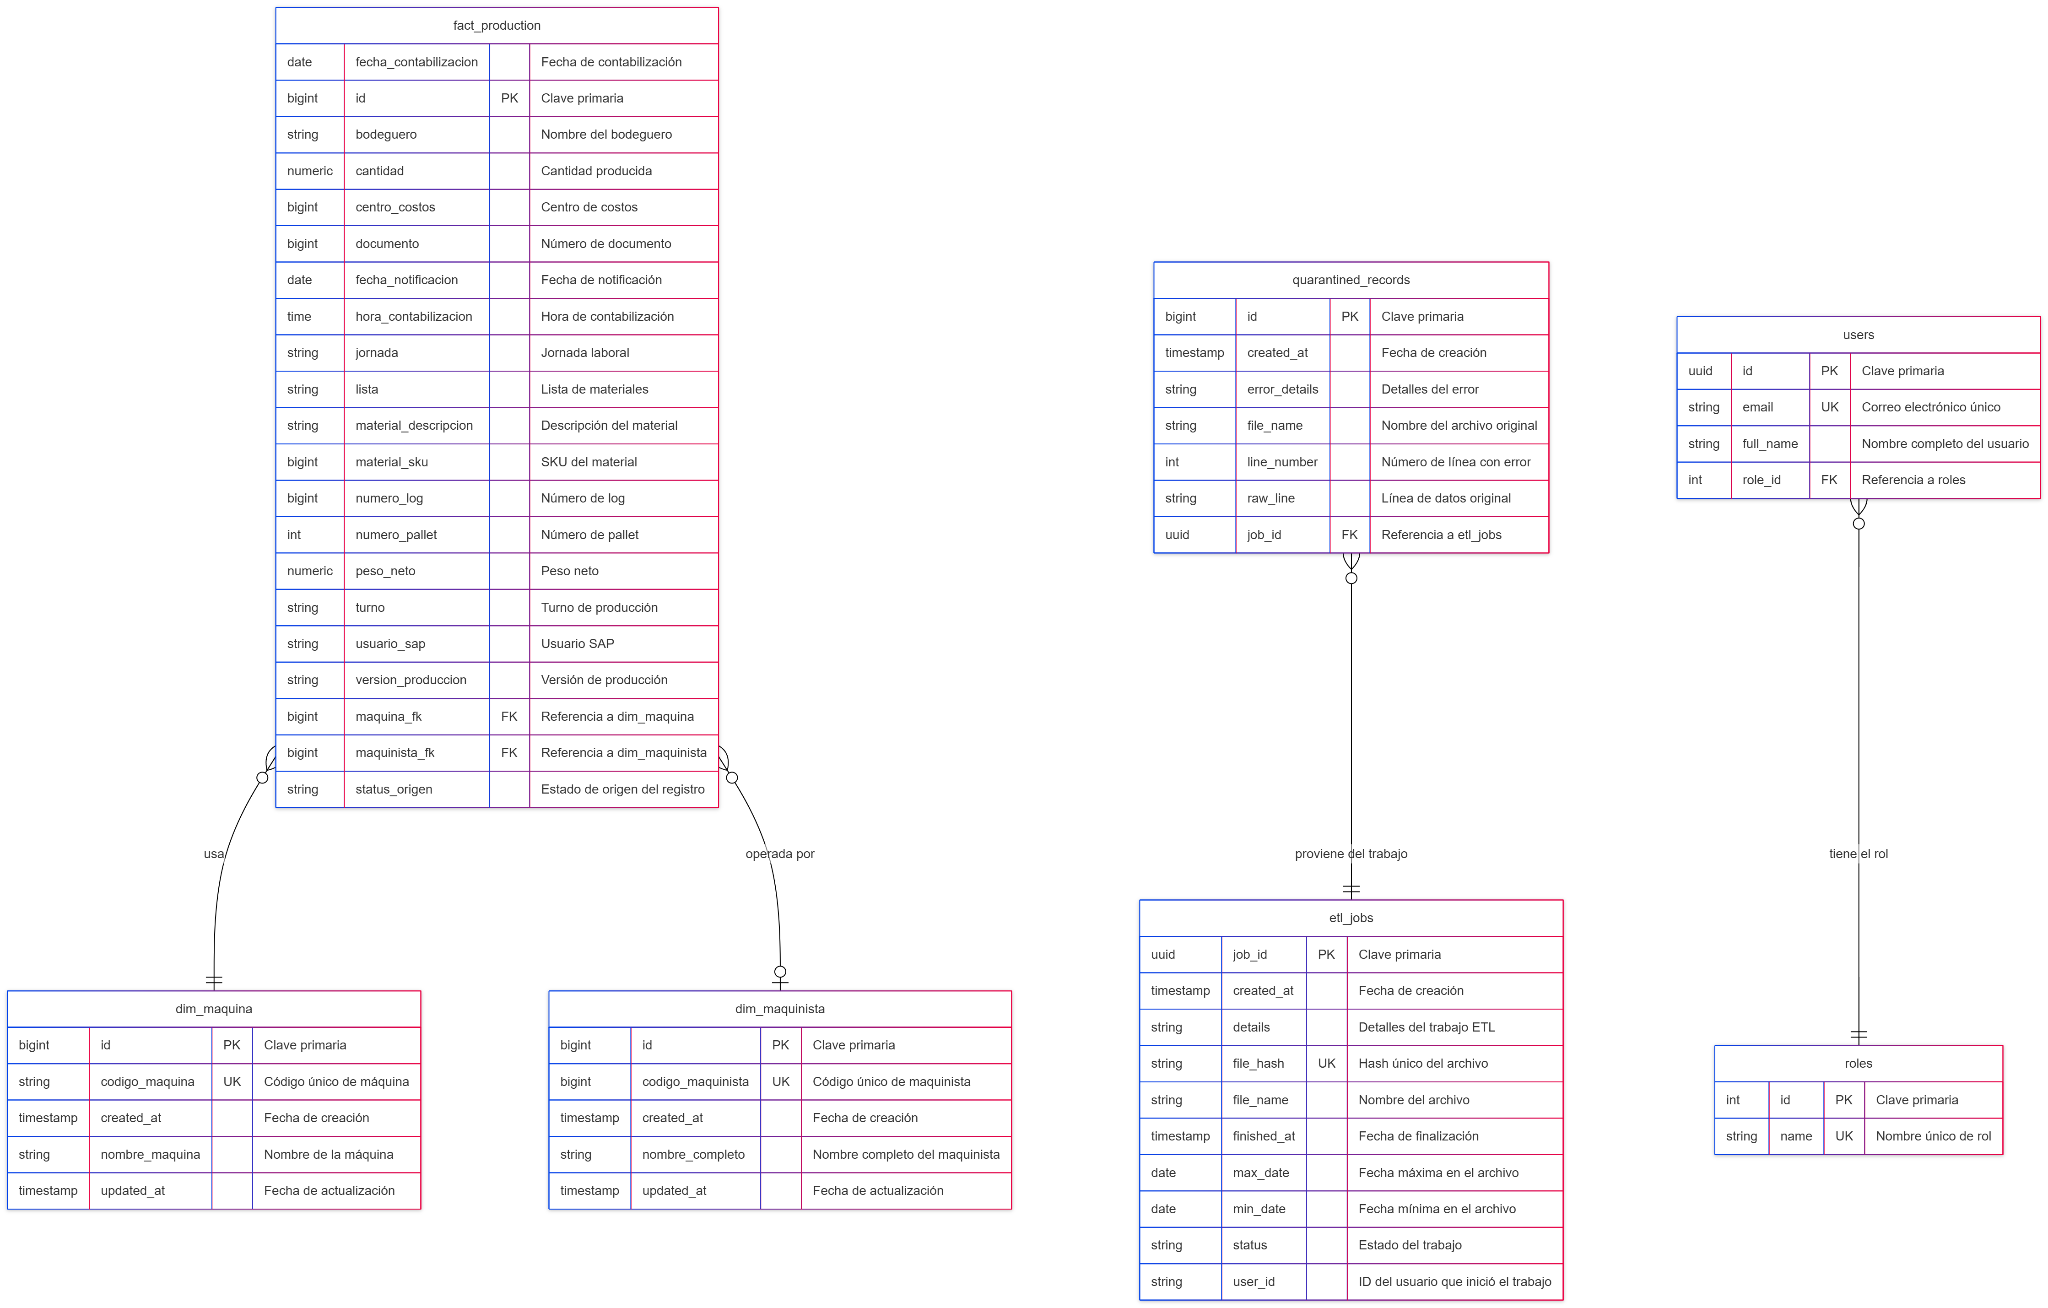 fact_production
date fecha_contabilizacion Fecha de contabilización
bigint id PK Clave primaria
string bodeguero Nombre del bodeguero
numeric cantidad Cantidad producida
bigint centro_costos Centro de costos
bigint documento Número de documento
date fecha_notificacion Fecha de notificación
time hora_contabilizacion Hora de contabilización
string jornada Jornada laboral
string lista Lista de materiales
string material_descripcion Descripción del material
bigint material_sku SKU del material
bigint numero_log Número de log
int numero_pallet Número de pallet
numeric peso_neto Peso neto
string turno Turno de producción
string usuario_sap Usuario SAP
string version_produccion Versión de producción
bigint maquina_fk FK Referencia a dim_maquina
bigint maquinista_fk FK Referencia a dim_maquinista
string status_origen Estado de origen del registro
quarantined_records
bigint id PK Clave primaria
timestamp created_at Fecha de creación
string error_details Detalles del error
string file_name Nombre del archivo original
int line_number Número de línea con error
string raw_line Línea de datos original
uuid job_id FK Referencia a etl_jobs
users
uuid id PK Clave primaria
string email UK Correo electrónico único
string full_name Nombre completo del usuario
int role_id FK Referencia a roles
usa
operada por
proviene del trabajo
tiene el rol
dim_maquina
bigint id PK Clave primaria
string codigo_maquina UK Código único de máquina
timestamp created_at Fecha de creación
string nombre_maquina Nombre de la máquina
timestamp updated_at Fecha de actualización
dim_maquinista
bigint id PK Clave primaria
bigint codigo_maquinista UK Código único de maquinista
timestamp created_at Fecha de creación
string nombre_completo Nombre completo del maquinista
timestamp updated_at Fecha de actualización
etl_jobs
uuid job_id PK Clave primaria
timestamp created_at Fecha de creación
string details Detalles del trabajo ETL
string file_hash UK Hash único del archivo
string file_name Nombre del archivo
timestamp finished_at Fecha de finalización
date max_date Fecha máxima en el archivo
date min_date Fecha mínima en el archivo
string status Estado del trabajo
string user_id ID del usuario que inició el trabajo
roles
int id PK Clave primaria
string name UK Nombre único de rol